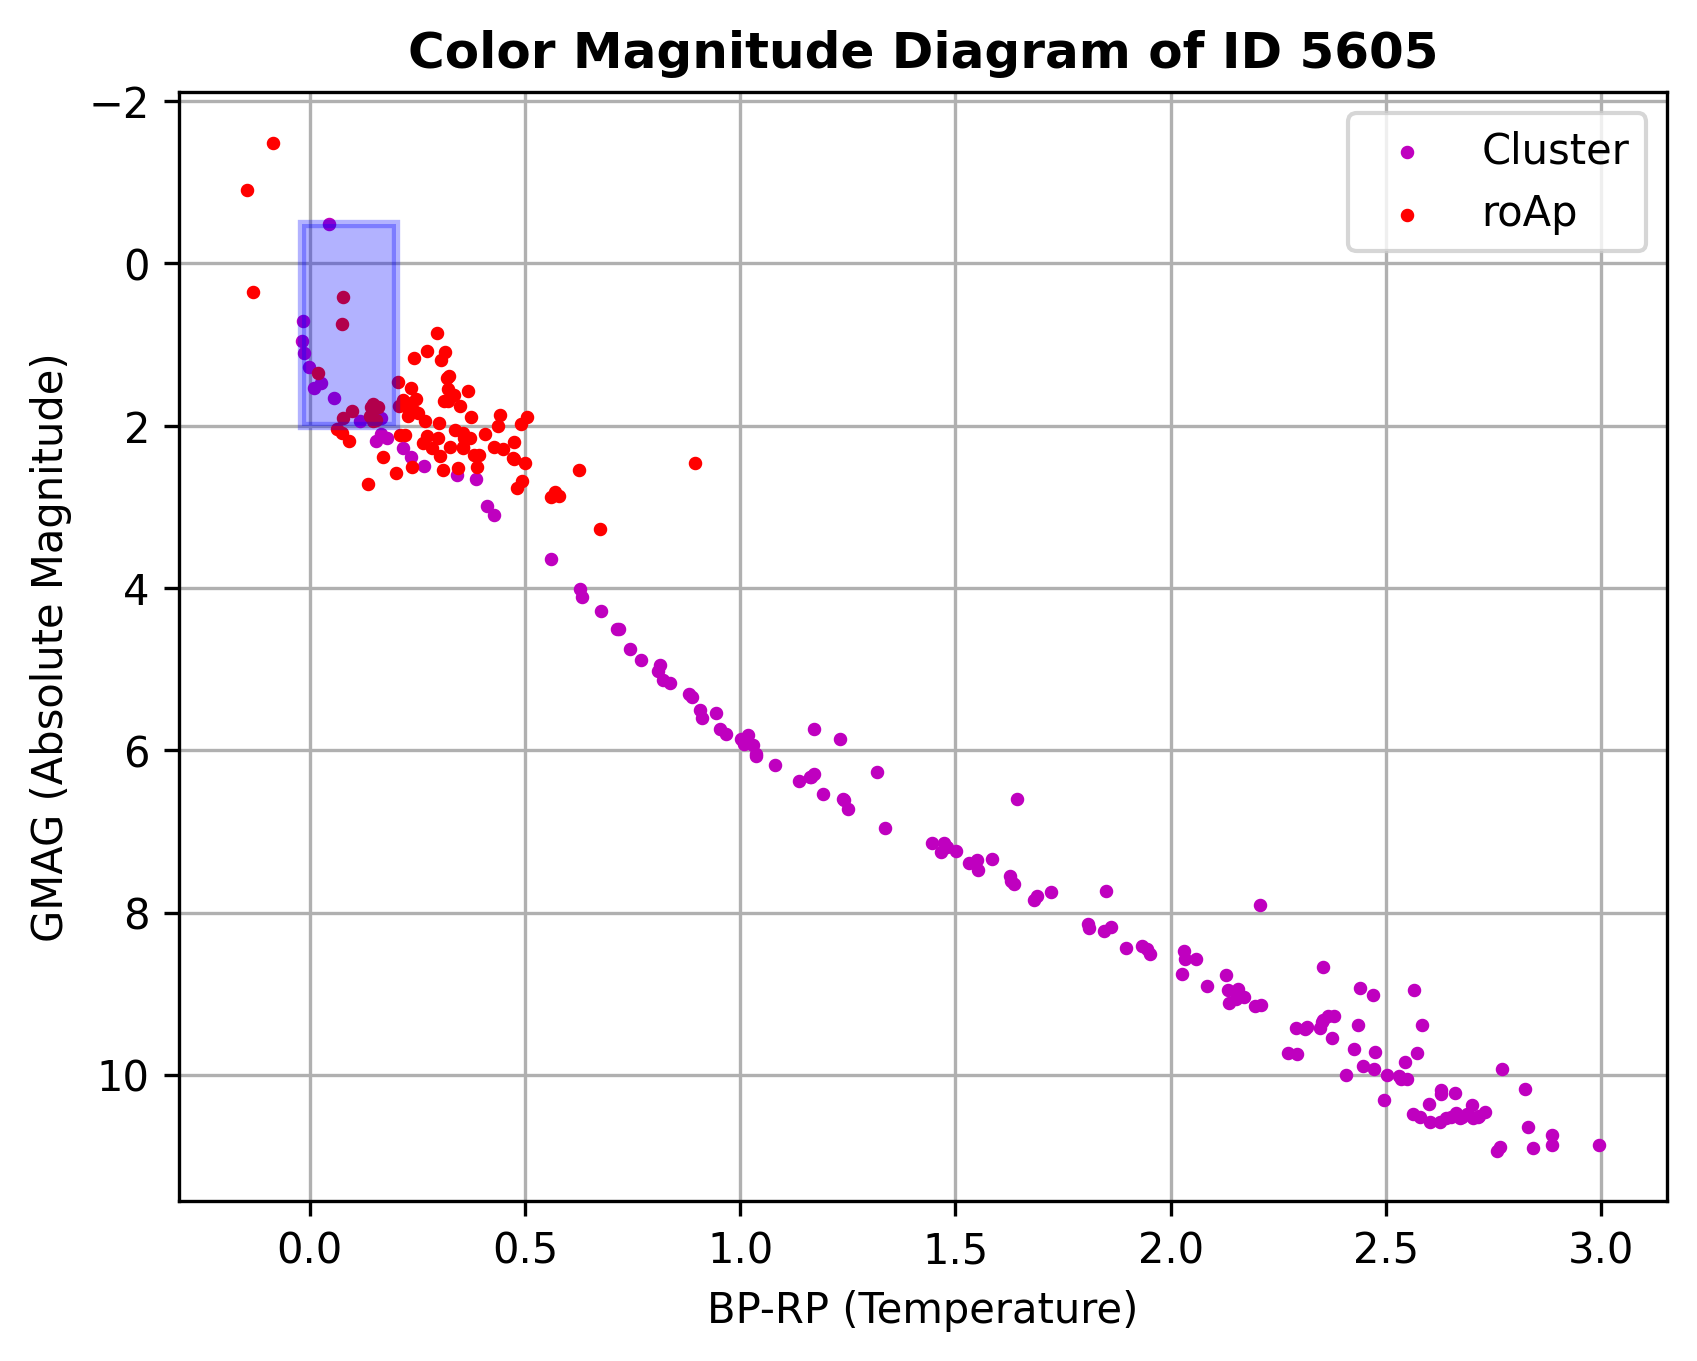 Color Magnitude Diagram of ID 5605
Cluster
roAp
GMAG (Absolute Magnitude)
−2
0
2
4
6
8
10
0.0 0.5 1.0 1.5 2.0 2.5 3.0
BP-RP (Temperature)